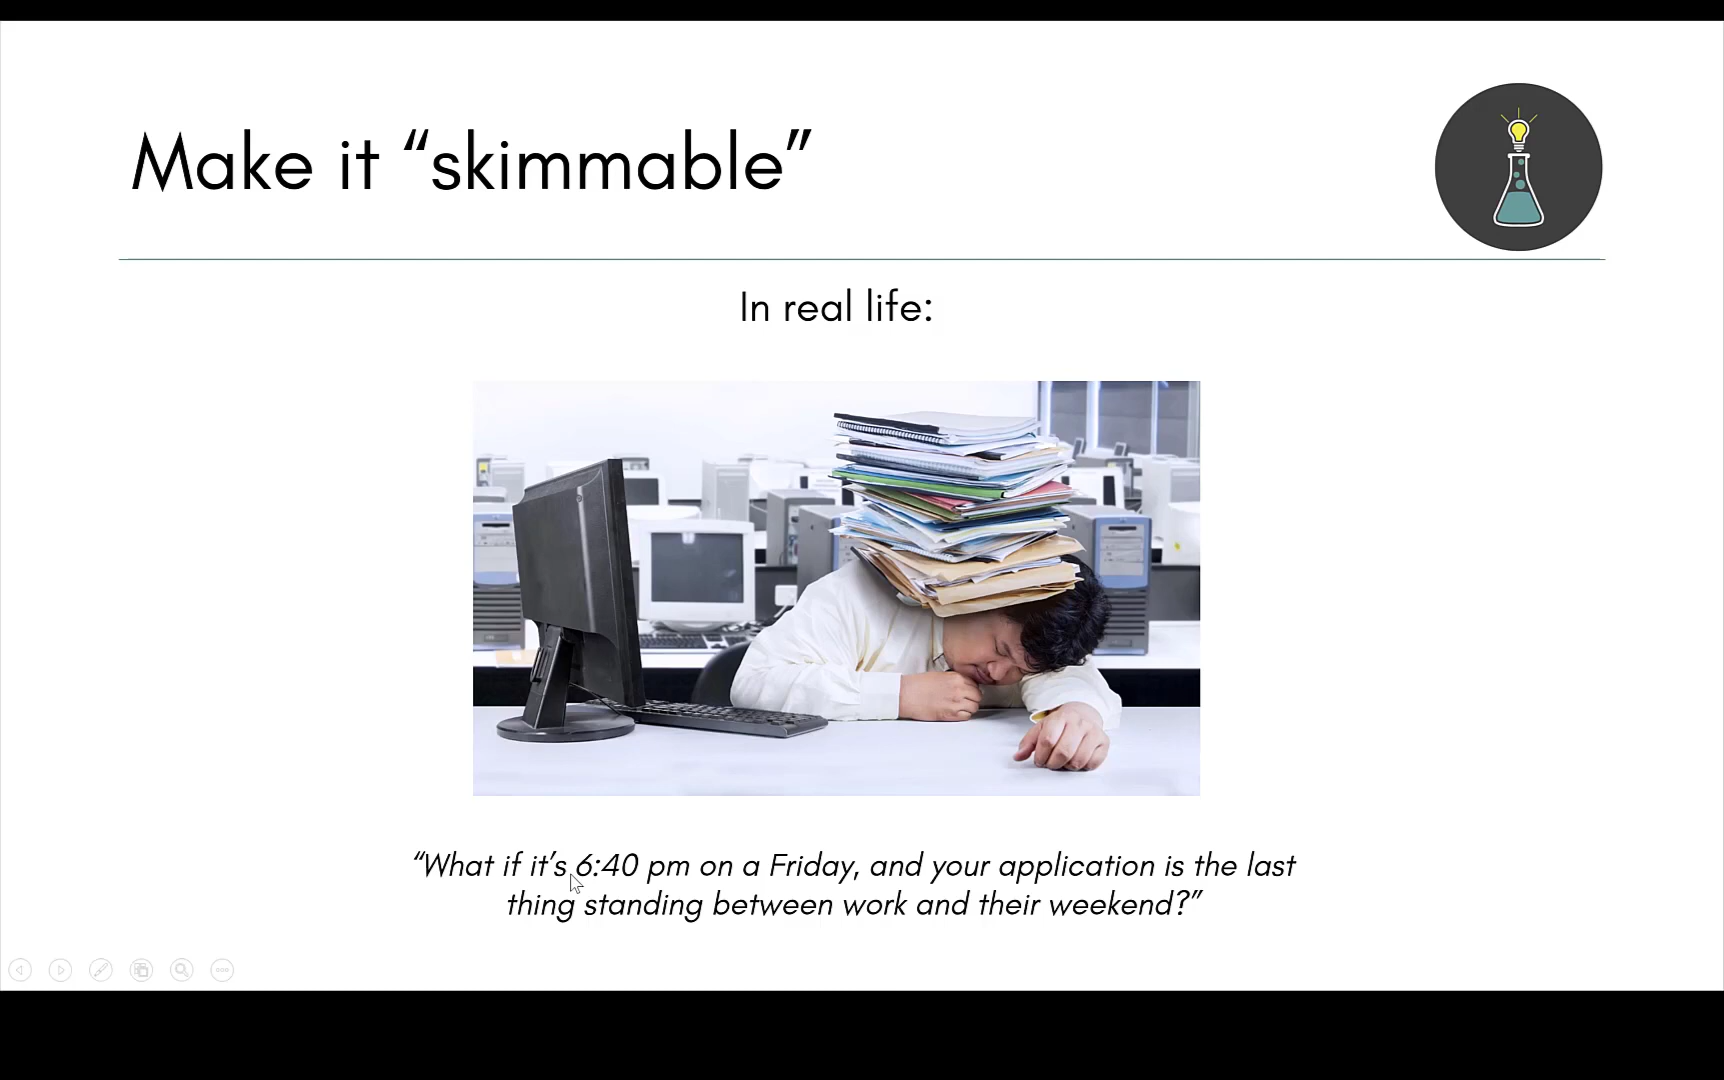 Make it “skimmable”
In real life:
“What if it’s 6:40 pm on a Friday, and your application is the last
thing standing between work and their weekend?”